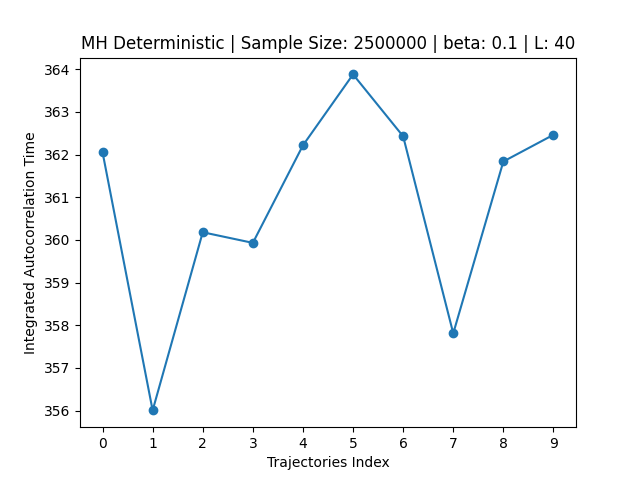 MH Deterministic | Sample Size: 2500000 | beta: 0.1 | L: 40
Integrated Autocorrelation Time
364
363
362
361
360
359
358
357
356
0 1 2 3 4 5 6 7 8 9
Trajectories Index